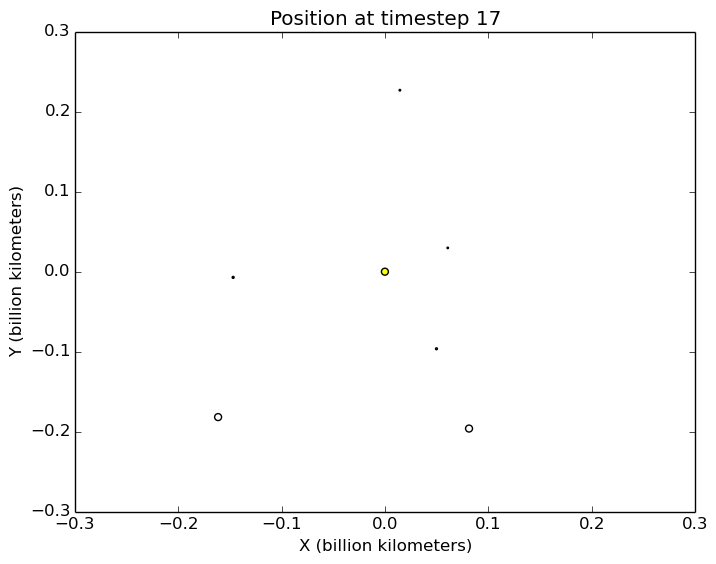 Position at timestep 17
0.3
0.2
0.1
0.0
−0.1
−0.2
−0.3
Y (billion kilometers)
−0.3 −0.2 −0.1 0.0 0.1 0.2 0.3
X (billion kilometers)